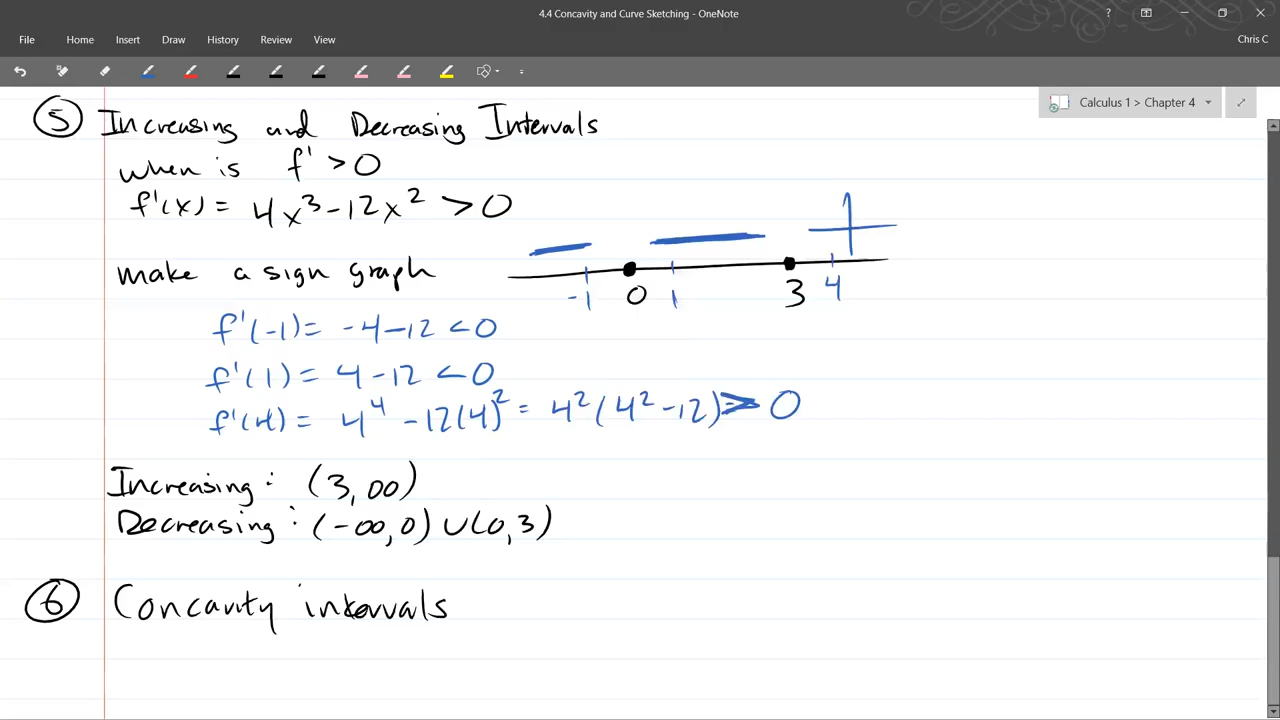 4.4 Concavity and Curve Sketching - OneNote
File Home Insert Draw History Review View
Chris C
Calculus 1 > Chapter 4
⑤ Increasing and Decreasing Intervals
when is f' > 0
f'(x) = 4x³ - 12x² > 0
make a sign graph
-1 0 1 3 4
f'(-1) = -4 - 12 < 0
f'(1) = 4 - 12 < 0
f'(4) = 4⁴ - 12(4)² = 4²(4² - 12) > 0
Increasing: (3, ∞)
Decreasing: (-∞, 0) ∪ (0, 3)
⑥ Concavity intervals